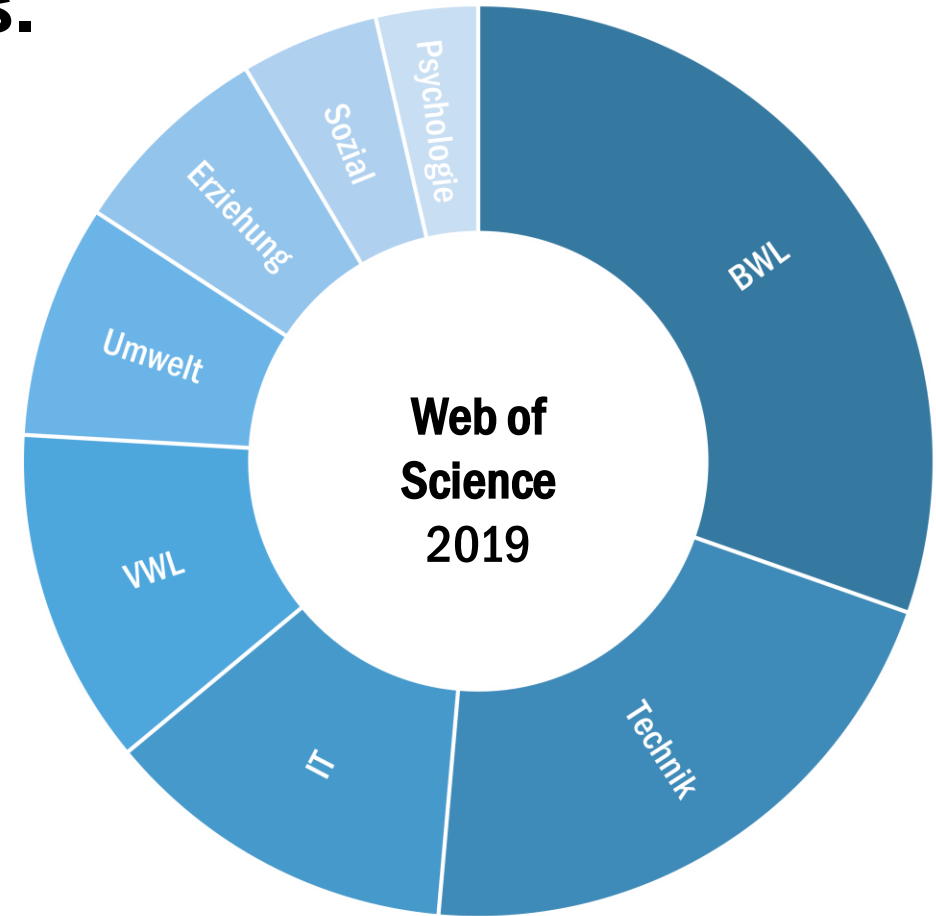 s.
Psychologie
Sozial
Erziehung
BWL
Umwelt
Web of
Science
2019
VWL
Technik
IT